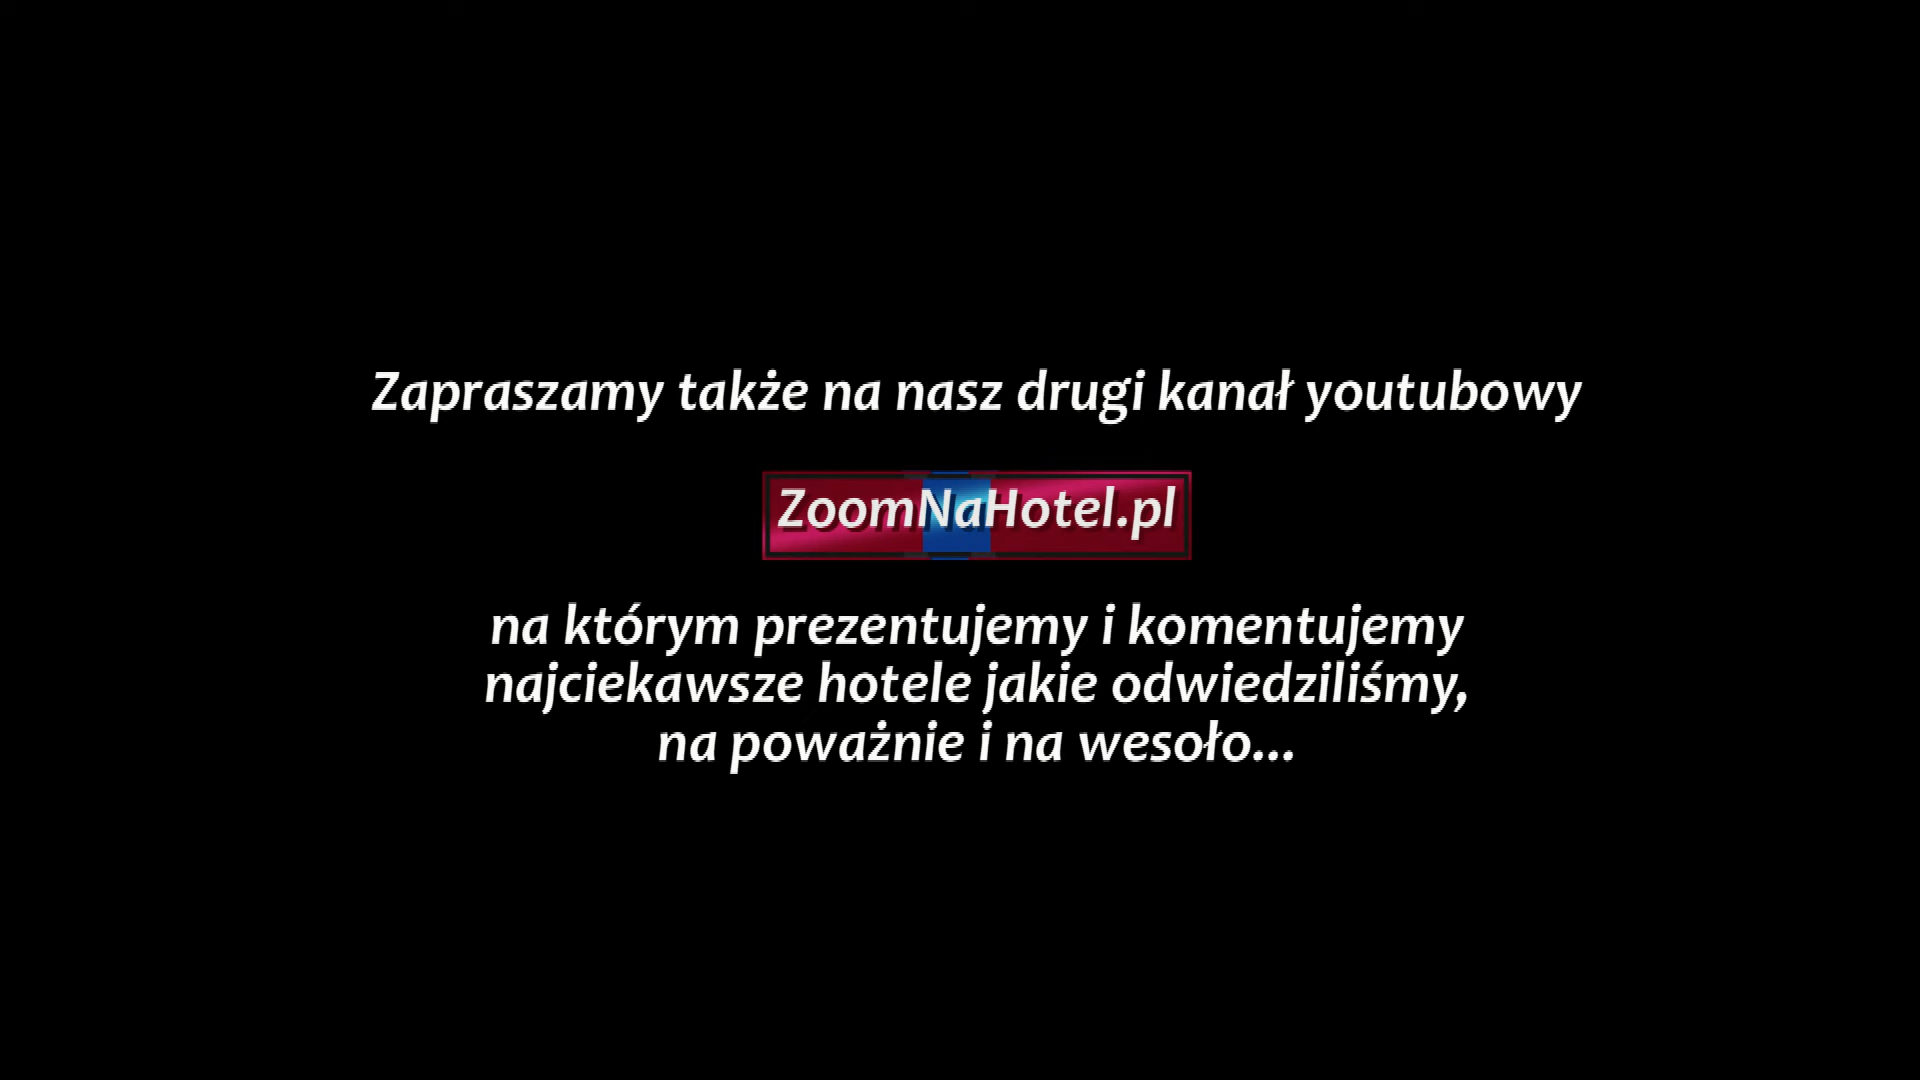 Zapraszamy także na nasz drugi kanał youtubowy
ZoomNaHotel.pl
na którym prezentujemy i komentujemy
najciekawsze hotele jakie odwiedziliśmy,
na poważnie i na wesoło...